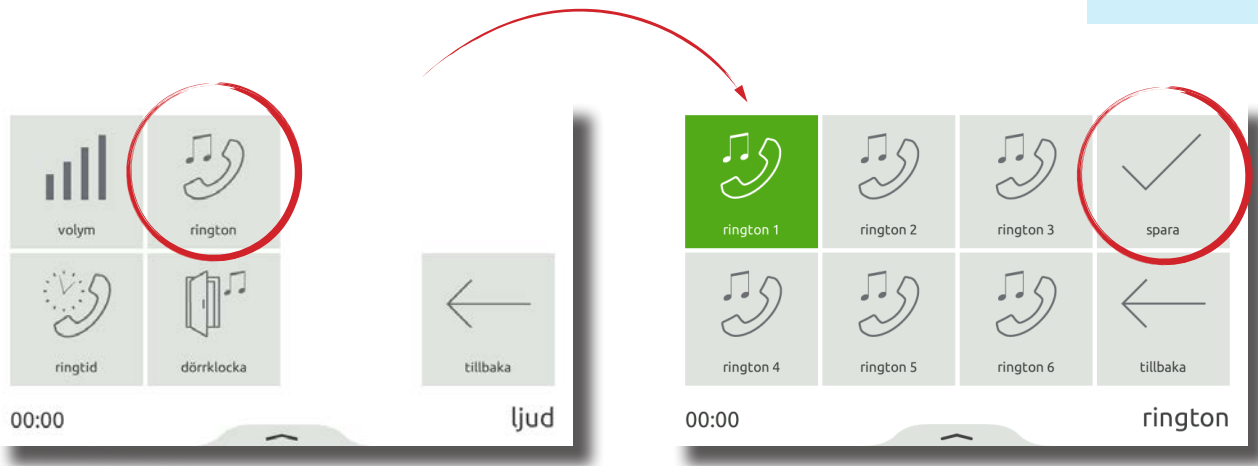 volym
rington
ringtid
dörrklocka
tillbaka
00:00
ljud
rington 1
rington 2
rington 3
spara
rington 4
rington 5
rington 6
tillbaka
00:00
rington